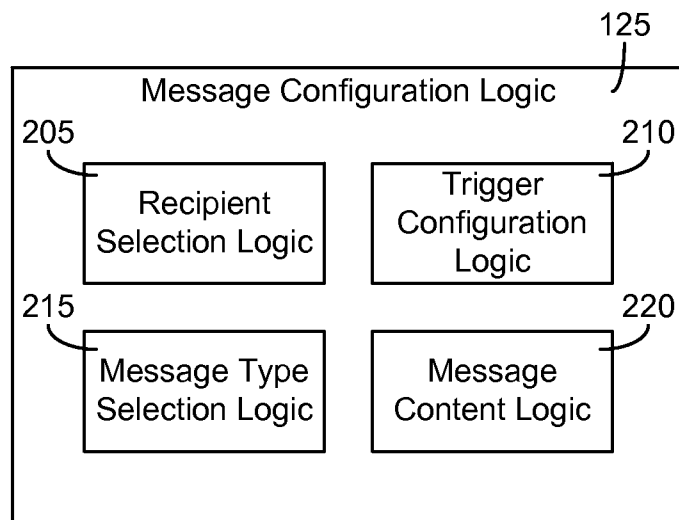 125
Message Configuration Logic
205
210
Recipient
Selection Logic
Trigger
Configuration
Logic
215
220
Message Type
Selection Logic
Message
Content Logic